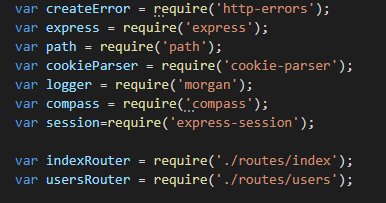 var createError = require('http-errors');
var express = require('express');
var path = require('path');
var cookieParser = require('cookie-parser');
var logger = require('morgan');
var compass = require('compass');
var session=require('express-session');
var indexRouter = require('./routes/index');
var usersRouter = require('./routes/users');